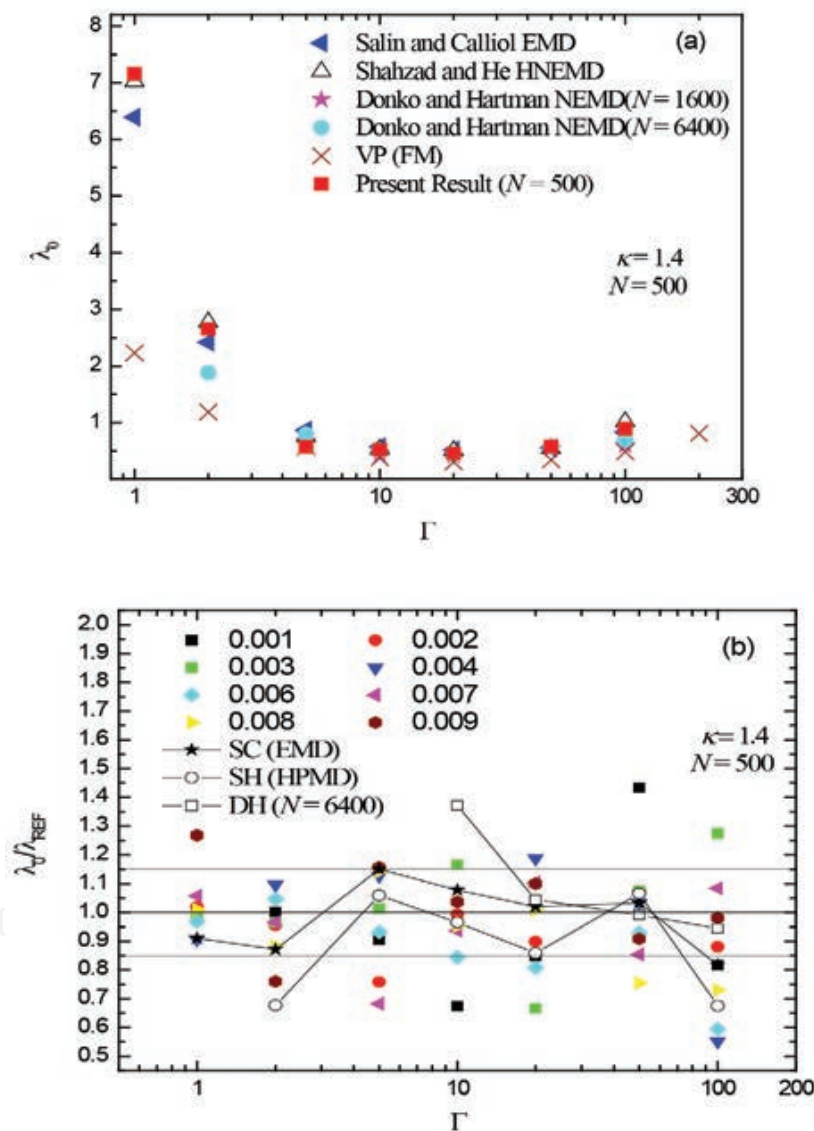 (a)
Salin and Calliol EMD
Shahzad and He HNEMD
Donko and Hartman NEMD(N= 1600)
Donko and Hartman NEMD(N= 6400)
VP (FM)
Present Result (N = 500)
κ= 1.4
N= 500
8
7
6
5
4
3
2
1
λ₀
1
10
100
300
Γ
(b)
0.001
0.002
0.003
0.004
0.006
0.007
0.008
0.009
SC (EMD)
SH (HPMD)
DH (N= 6400)
κ= 1.4
N= 500
2.0
1.9
1.8
1.7
1.6
1.5
1.4
1.3
1.2
1.1
1.0
0.9
0.8
0.7
0.6
0.5
λ₀/λREF
1
10
100
200
Γ